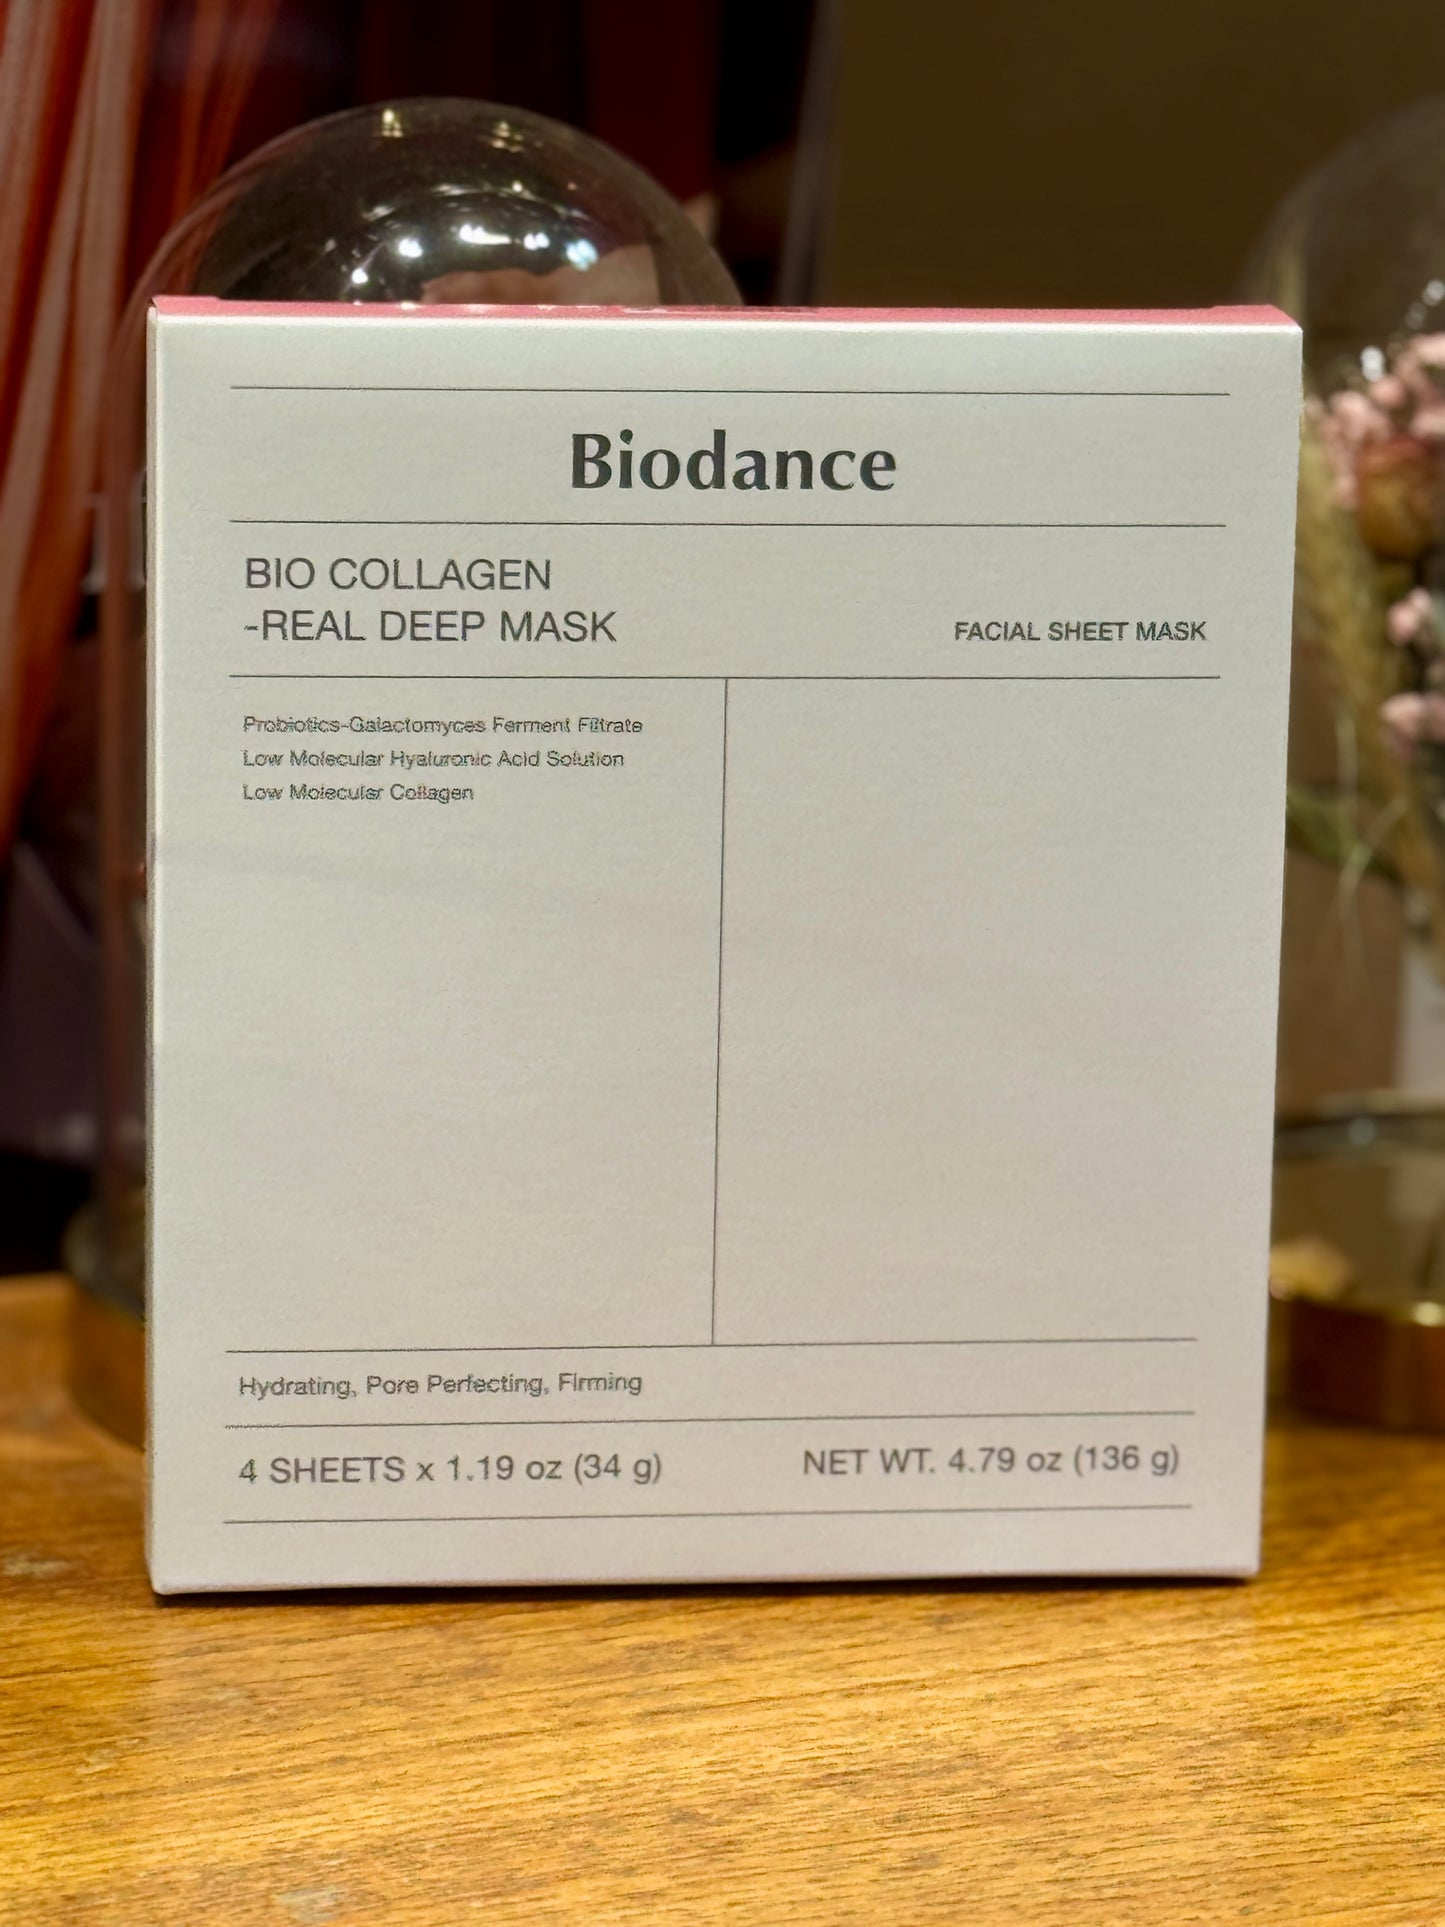 Biodance
BIO COLLAGEN
-REAL DEEP MASK
FACIAL SHEET MASK
Probiotics-Galactomyces Ferment Filtrate
Low Molecular Hyaluronic Acid Solution
Low Molecular Collagen
Hydrating, Pore Perfecting, Firming
4 SHEETS x 1.19 oz (34 g)
NET WT. 4.79 oz (136 g)